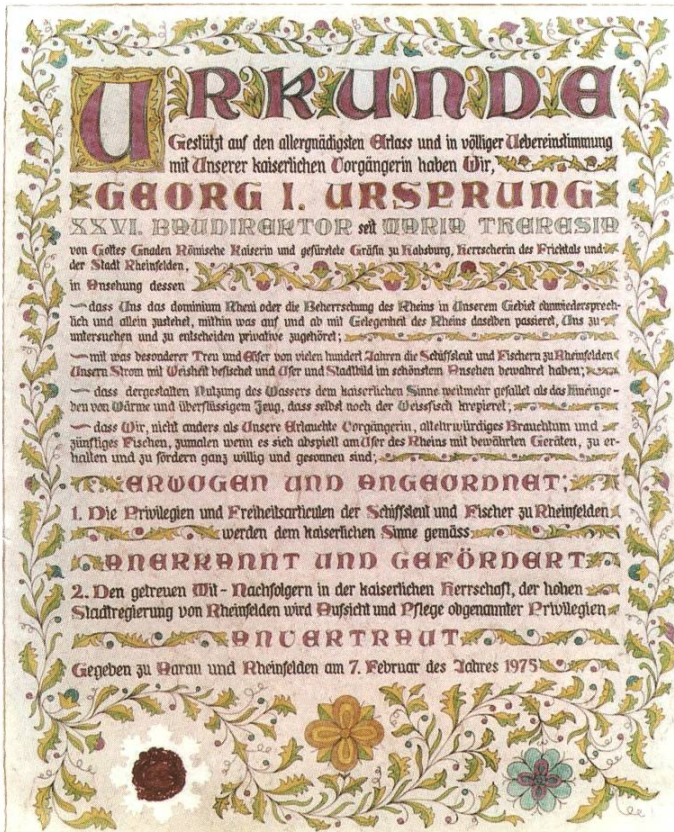 URKUNDE
Gestützt auf den allergnädigsten Erlass und in völliger Uebereinstimmung
mit Unserer kaiserlichen Vorgängerin haben Wir,
GEORG I. URSPRUNG
XXVI. BAUDIREKTOR seit MARIA THERESIA
von Gottes Gnaden Römische Kaiserin und gefürstete Gräfin zu Habsburg, Herrscherin des Fricktals und
der Stadt Rheinfelden,
in Ansehung dessen
dass Uns das dominium Rheni oder die Beherrschung des Rheins in Unserem Gebiet ohnwiedersprech-
lich und allein zustehet, mithin was auf und ab mit Gelegenheit des Rheins daselben passieret, Uns zu
untersuchen und zu entscheiden privative zugehöret;
mit was besonderer Treu und Eifer von vielen hundert Jahren die Schiffsleut und Fischern zu Rheinfelden
Unsern Strom mit Weisheit befischet und Ufer und Stadtbild im schönstem Ansehen bewahret haben;
dass dergestalten Nutzung des Wassers dem kaiserlichen Sinne weitmehr gefallet als das Hineinge-
ben von Wärme und überflüssigem Zeug, dass selbst noch der Weissfisch krepieret;
dass Wir, nicht anders als Unsere Erlauchte Vorgängerin, altehrwürdiges Brauchtum und
zünftiges Fischen, zumalen wenn es sich abspielt am Ufer des Rheins mit bewährten Geräten, zu er-
halten und zu fördern ganz willig und gesonnen sind;
ERWOGEN UND ANGEORDNET;
1. Die Privilegien und Freiheitsarticulen der Schiffsleut und Fischer zu Rheinfelden
werden dem kaiserlichen Sinne gemäss
ANERKANNT UND GEFÖRDERT
2. Den getreuen Mit-Nachfolgern in der kaiserlichen Herrschaft, der hohen
Stadtregierung von Rheinfelden wird Aufsicht und Pflege obgenannter Privilegien
ANVERTRAUT
Gegeben zu Aarau und Rheinfelden am 7. Februar des Jahres 1975